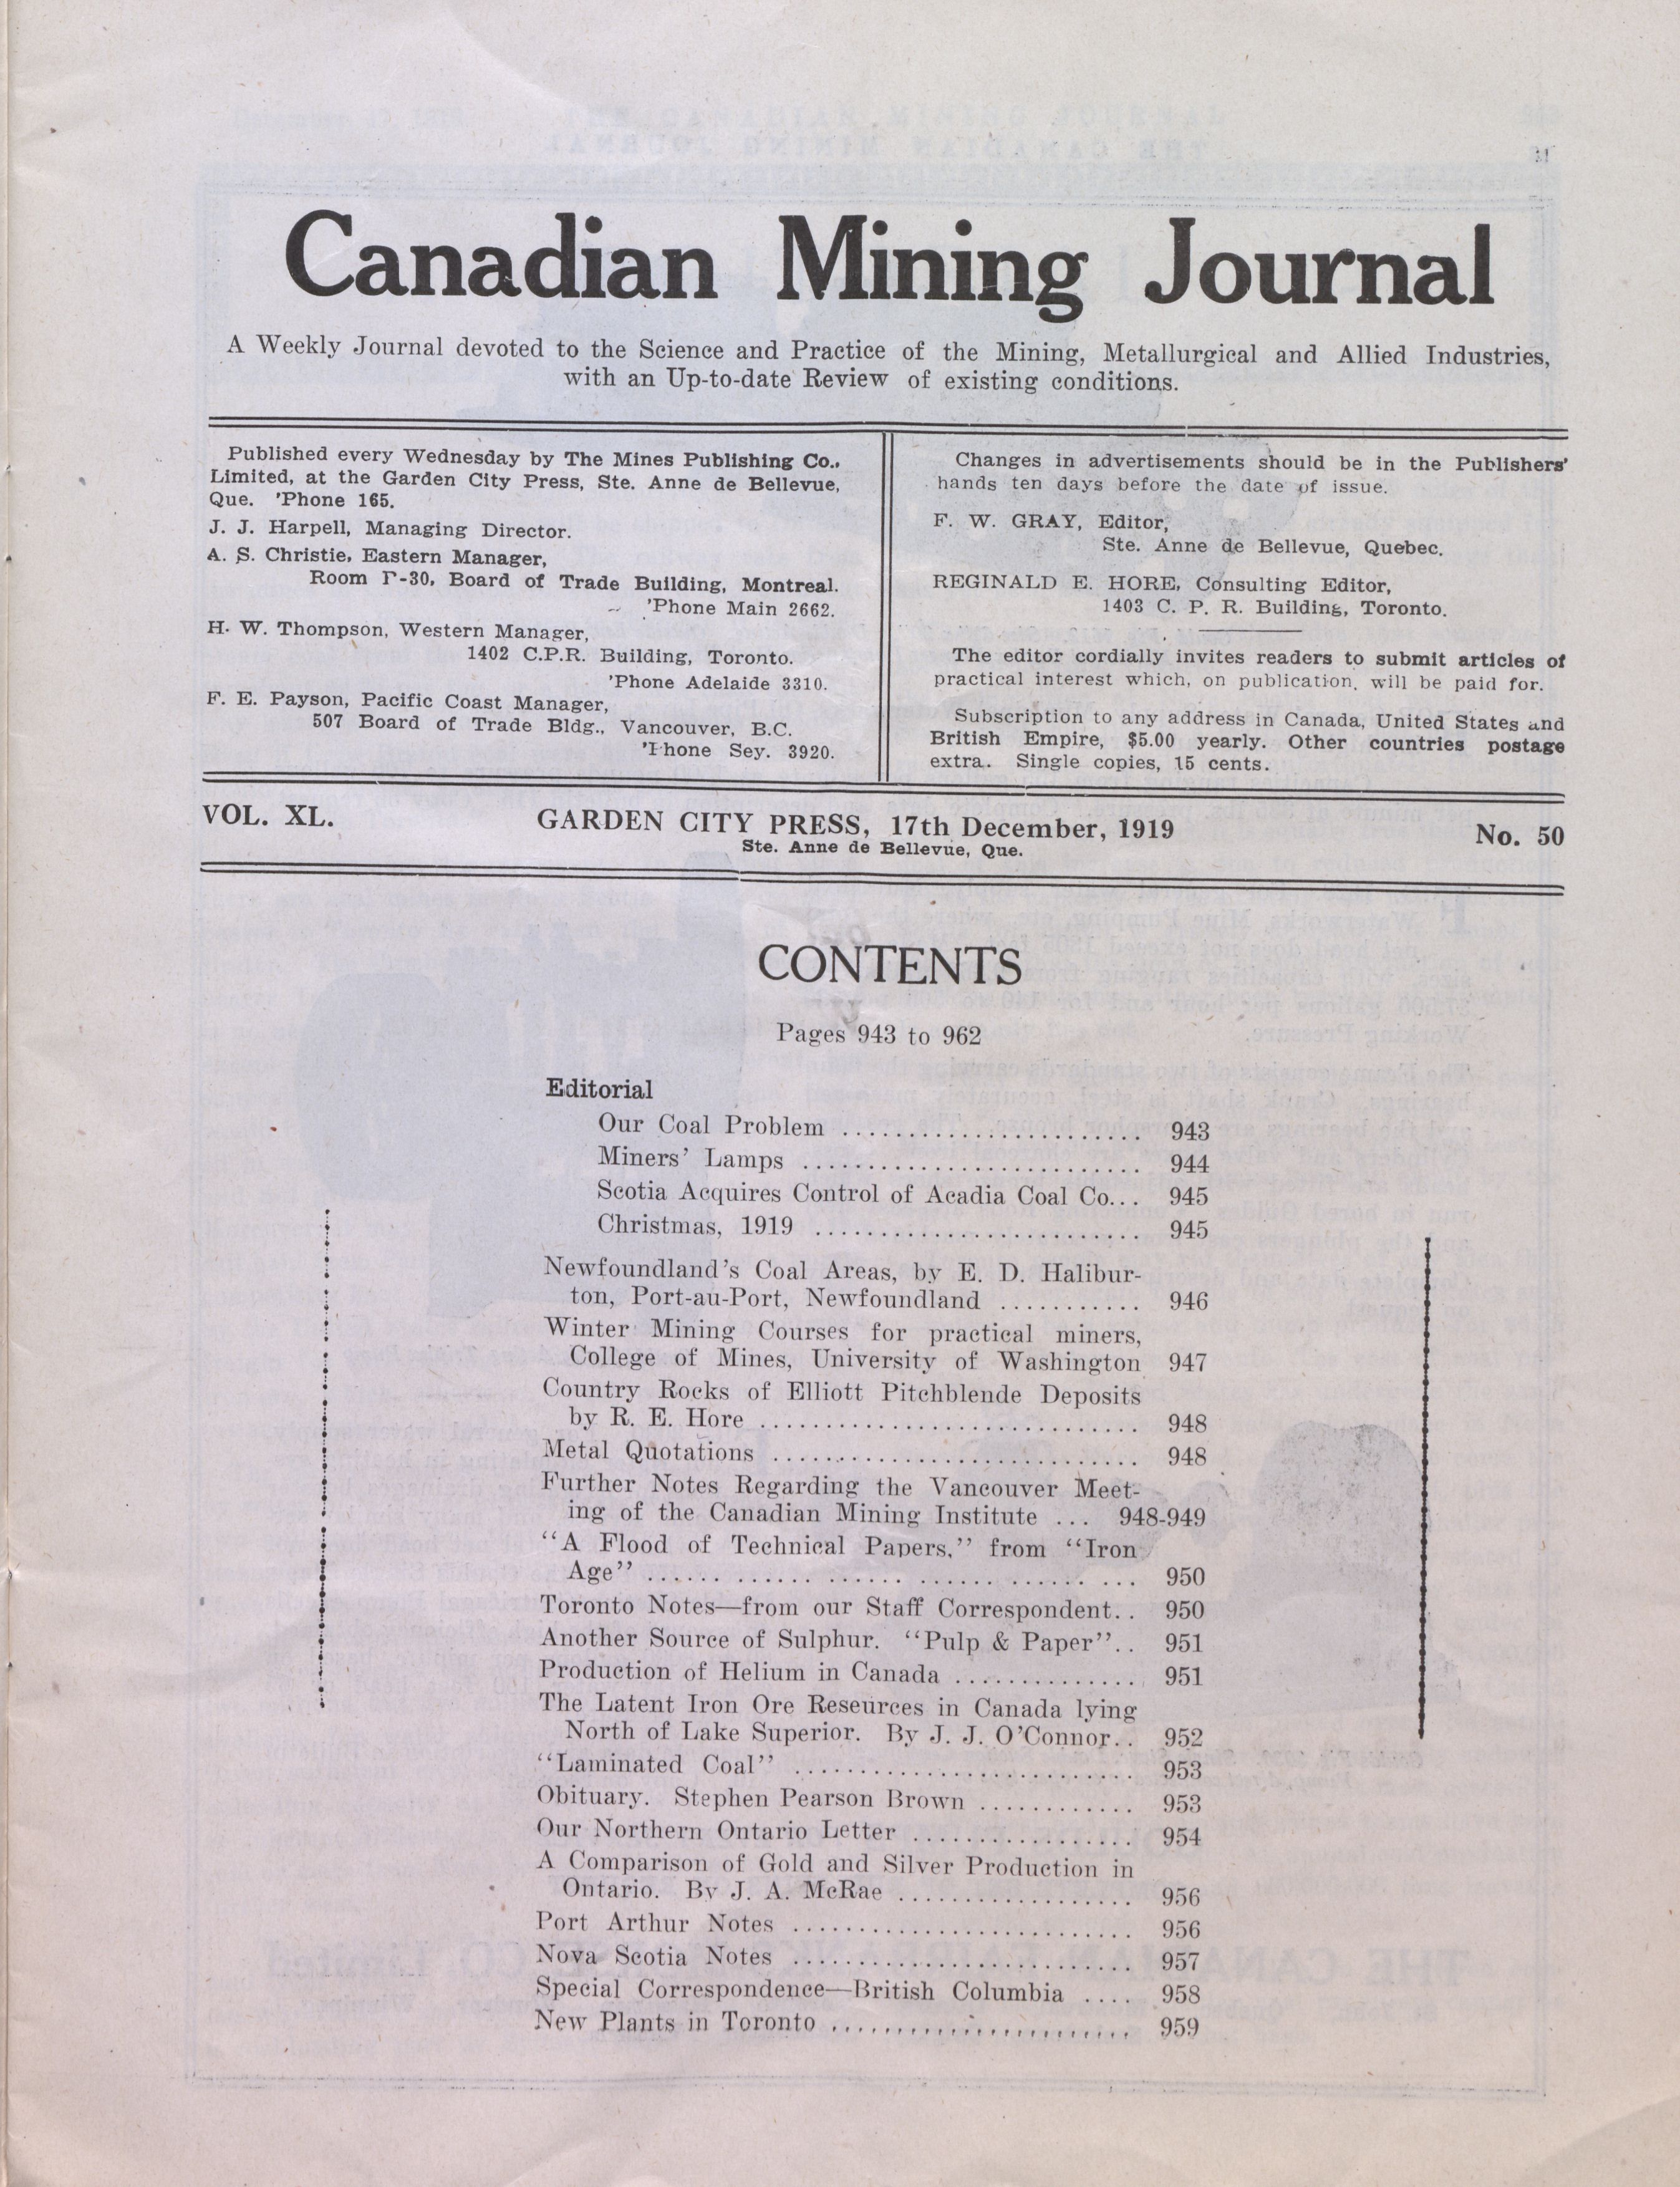 Canadian Mining Journal
A Weekly Journal devoted to the Science and Practice of the Mining, Metallurgical and Allied Industries,
with an Up-to-date Review of existing conditions.
Published every Wednesday by The Mines Publishing Co.,
Limited, at the Garden City Press, Ste. Anne de Bellevue,
Que. 'Phone 165.
J. J. Harpell, Managing Director.
A. S. Christie, Eastern Manager,
Room -30, Board of Trade Building, Montreal.
'Phone Main 2662.
H. W. Thompson, Western Manager,
1402 C.P.R. Building, Toronto.
'Phone Adelaide 3310.
F. E. Payson, Pacific Coast Manager,
507 Board of Trade Bldg., Vancouver, B.C.
'Phone Sey. 3920.
Changes in advertisements should be in the Publishers'
hands ten days before the date of issue.
F. W. GRAY, Editor,
Ste. Anne de Bellevue, Quebec.
REGINALD E. HORE, Consulting Editor,
1403 C. P. R. Building, Toronto.
The editor cordially invites readers to submit articles of
practical interest which, on publication, will be paid for.
Subscription to any address in Canada, United States and
British Empire, $5.00 yearly. Other countries postage
extra. Single copies, 15 cents.
VOL. XL. GARDEN CITY PRESS, 17th December, 1919 No. 50
Ste. Anne de Bellevue, Que.
CONTENTS
Pages 943 to 962
Editorial
Our Coal Problem ........................ 943
Miners' Lamps .......................... 944
Scotia Acquires Control of Acadia Coal Co... 945
Christmas, 1919 ......................... 945
Newfoundland's Coal Areas, by E. D. Halibur-
ton, Port-au-Port, Newfoundland ........... 946
Winter Mining Courses for practical miners,
College of Mines, University of Washington 947
Country Rocks of Elliott Pitchblende Deposits
by R. E. Hore ............................. 948
Metal Quotations ............................ 948
Further Notes Regarding the Vancouver Meet-
ing of the Canadian Mining Institute ... 948-949
"A Flood of Technical Papers," from "Iron
Age" ...... ...... ...... ...... ...... ... 950
Toronto Notes—from our Staff Correspondent.. 950
Another Source of Sulphur. "Pulp & Paper".. 951
Production of Helium in Canada .............. 951
The Latent Iron Ore Reseurces in Canada lying
North of Lake Superior. By J. J. O'Connor.. 952
"Laminated Coal" .......................... 953
Obituary. Stephen Pearson Brown ............ 953
Our Northern Ontario Letter ................. 954
A Comparison of Gold and Silver Production in
Ontario. By J. A. McRae .................. 956
Port Arthur Notes .......................... 956
Nova Scotia Notes .......................... 957
Special Correspondence—British Columbia .... 958
New Plants in Toronto ....................... 959